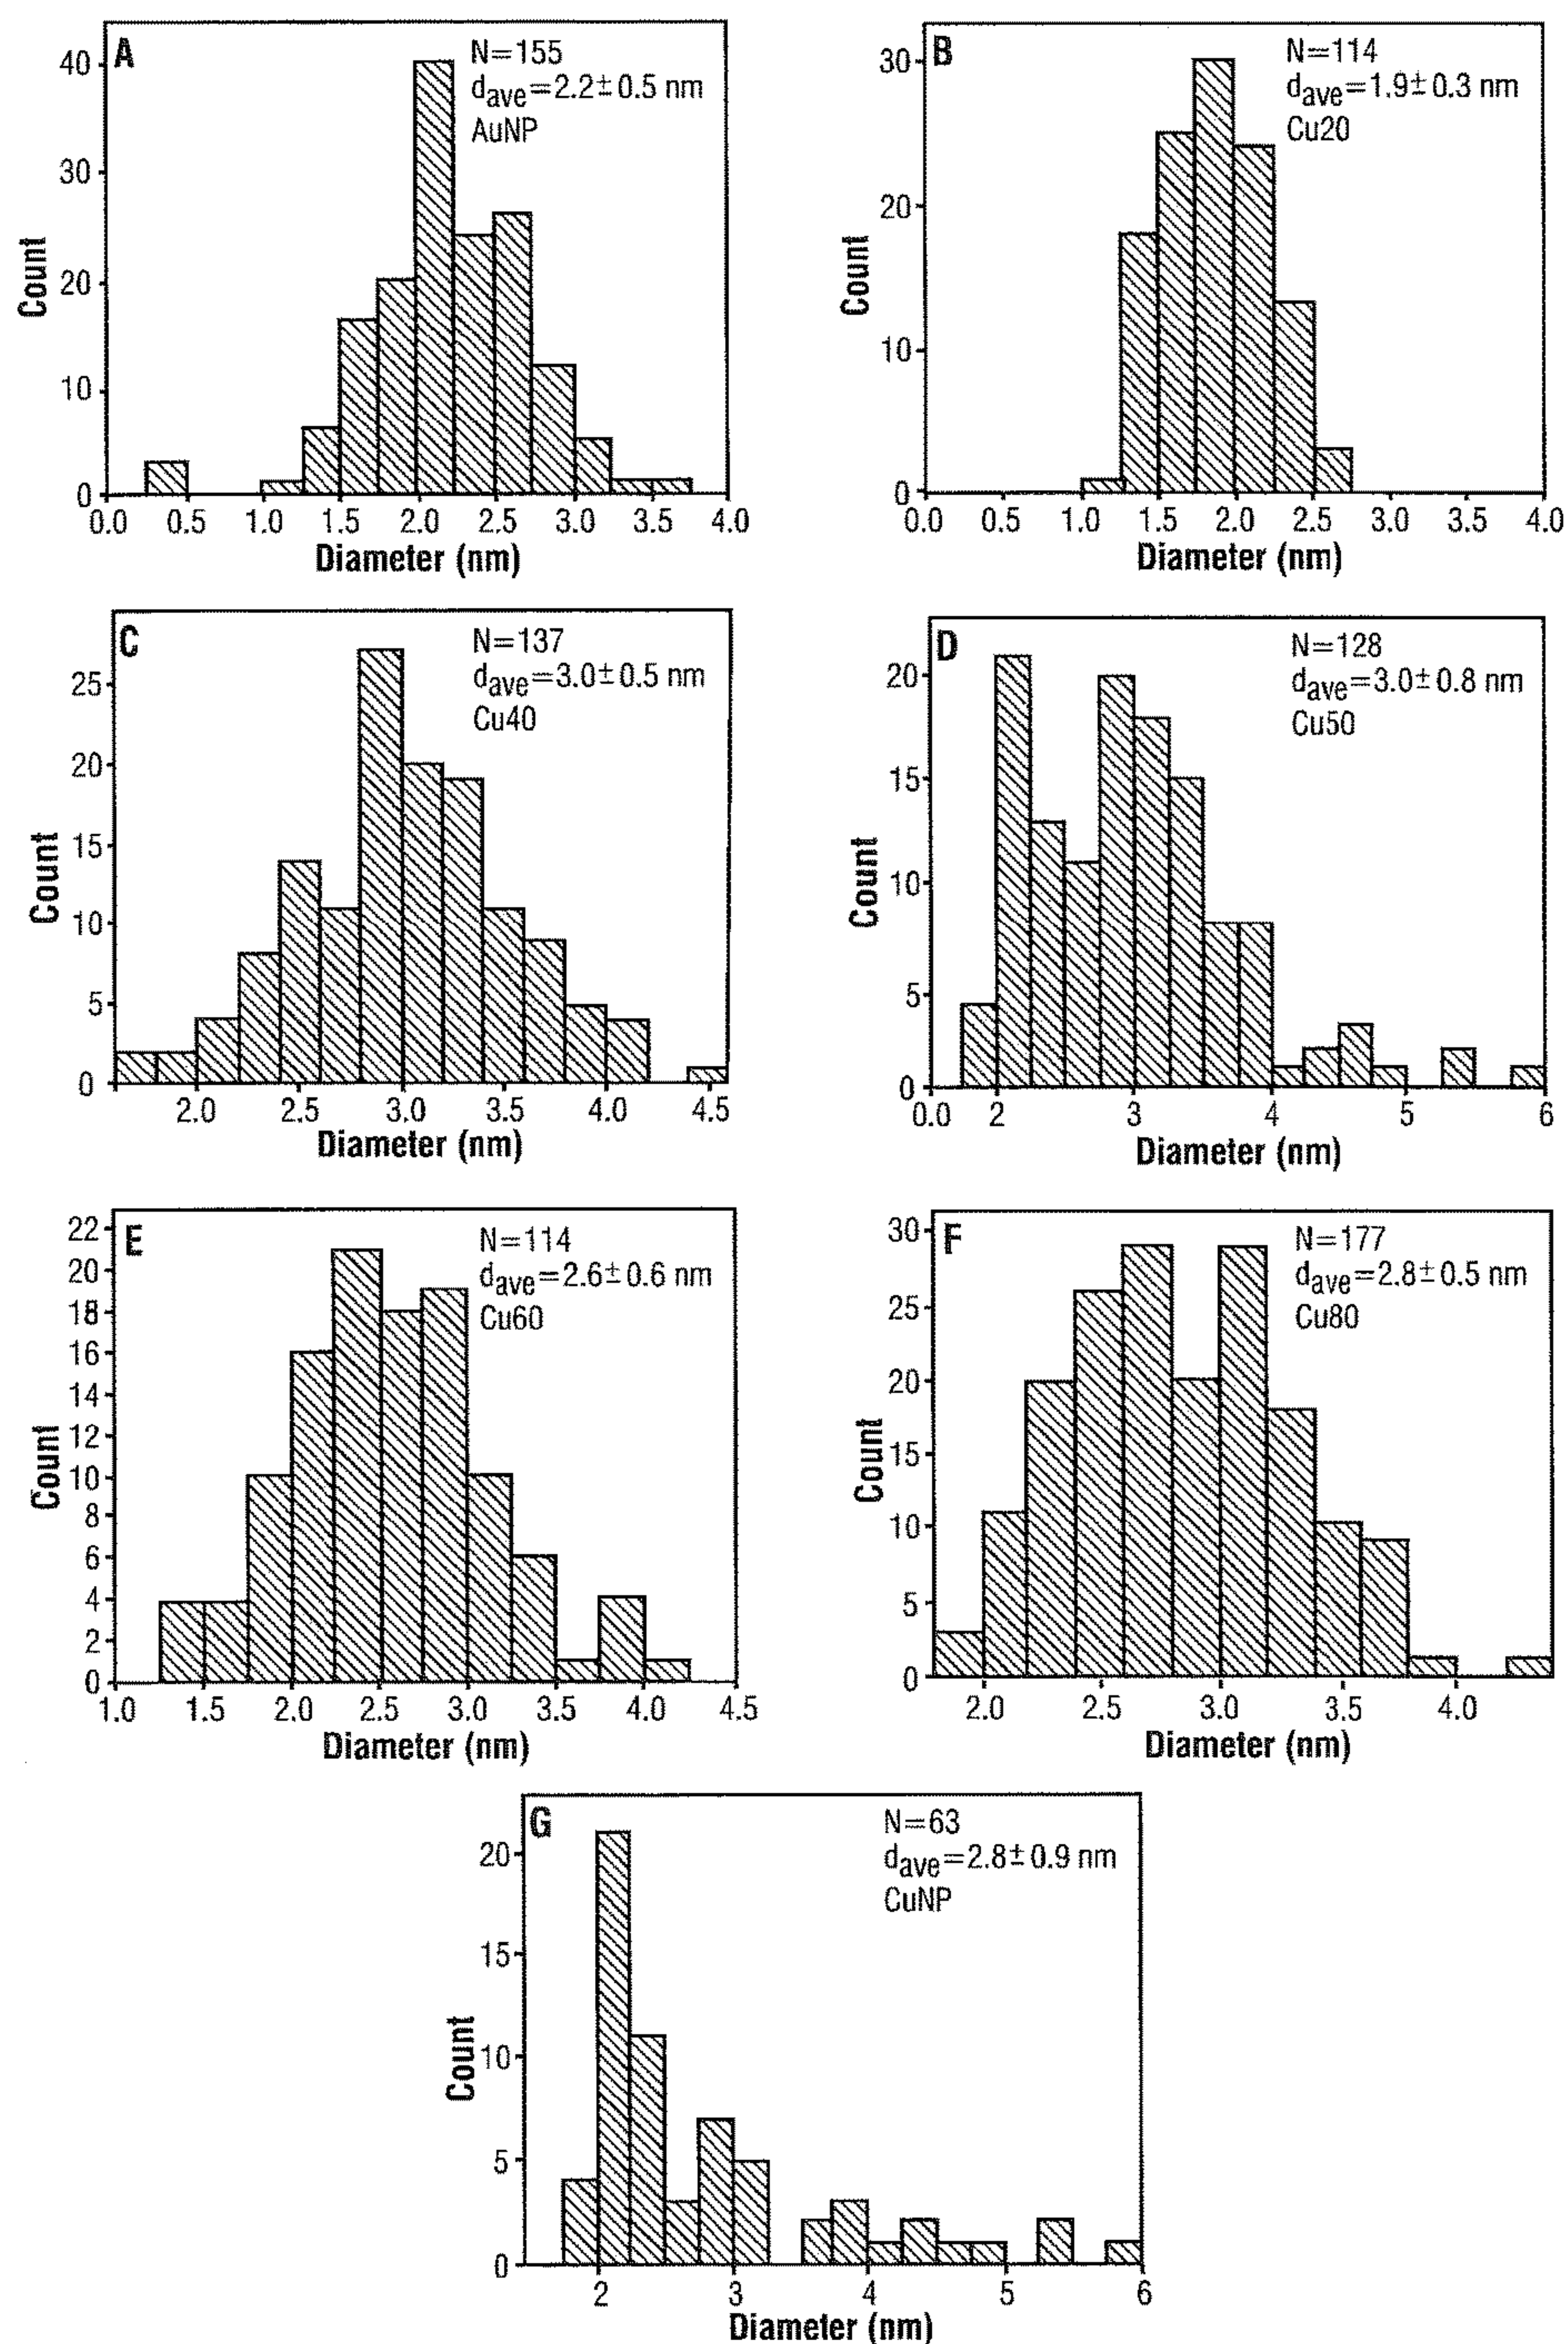 A
N=155
dave=2.2±0.5 nm
AuNP
Count
40
30
20
10
0
0.0 0.5 1.0 1.5 2.0 2.5 3.0 3.5 4.0
Diameter (nm)
B
N=114
dave=1.9±0.3 nm
Cu20
Count
30
20
10
0
0.0 0.5 1.0 1.5 2.0 2.5 3.0 3.5 4.0
Diameter (nm)
C
N=137
dave=3.0±0.5 nm
Cu40
Count
25
20
15
10
5
0
2.0 2.5 3.0 3.5 4.0 4.5
Diameter (nm)
D
N=128
dave=3.0±0.8 nm
Cu50
Count
20
15
10
5
0
0.0 2 3 4 5 6
Diameter (nm)
E
N=114
dave=2.6±0.6 nm
Cu60
Count
22
20
18
16
14
12
10
8
6
4
2
0
1.0 1.5 2.0 2.5 3.0 3.5 4.0 4.5
Diameter (nm)
F
N=177
dave=2.8±0.5 nm
Cu80
Count
30
25
20
15
10
5
0
2.0 2.5 3.0 3.5 4.0
Diameter (nm)
G
N=63
dave=2.8±0.9 nm
CuNP
Count
20
15
10
5
0
2 3 4 5 6
Diameter (nm)